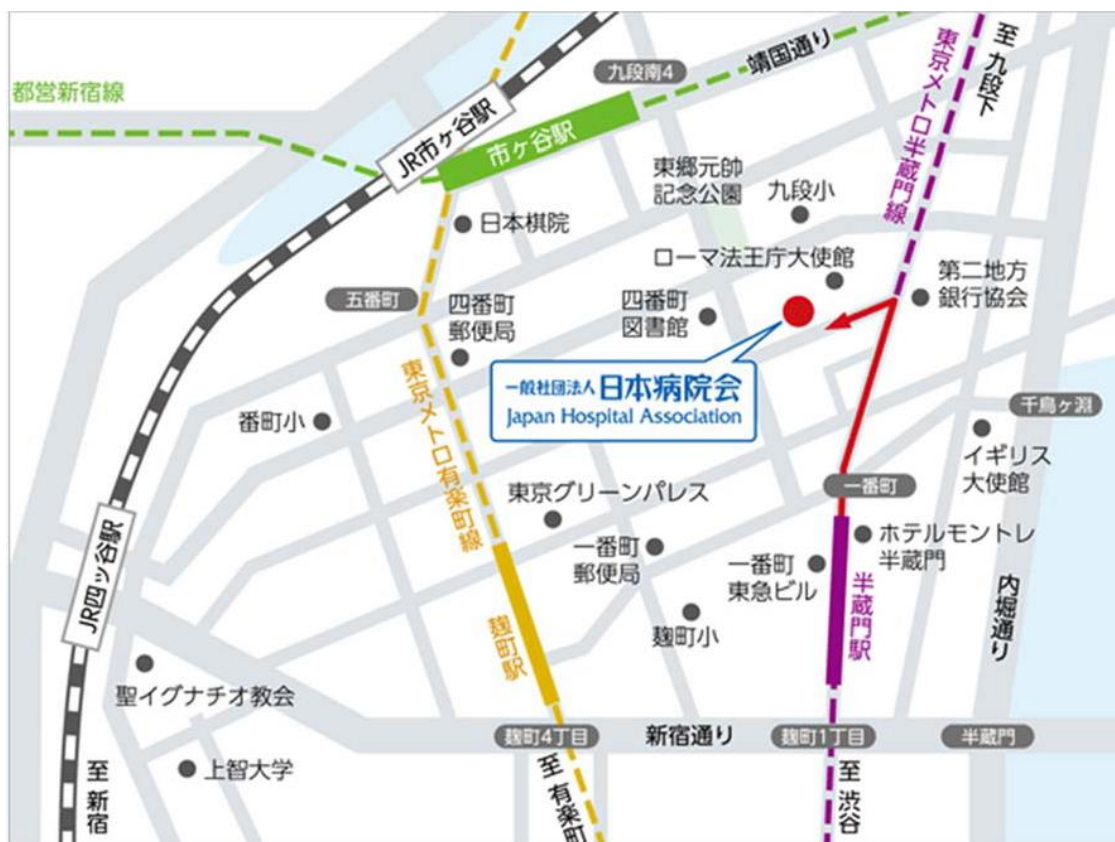 都営新宿線
JR市ヶ谷駅
市ヶ谷駅
九段南4
靖国通り
東京メトロ半蔵門線
至 九段下
東郷元帥
記念公園
九段小
日本棋院
ローマ法王庁大使館
第二地方
銀行協会
五番町
四番町
郵便局
四番町
図書館
一般社団法人 日本病院会
Japan Hospital Association
東京メトロ有楽町線
番町小
千鳥ヶ淵
イギリス
大使館
一番町
東京グリーンパレス
一番町
郵便局
一番町
東急ビル
ホテルモントレ
半蔵門
JR四ッ谷駅
麹町駅
麹町小
半蔵門駅
内堀通り
聖イグナチオ教会
麹町4丁目
新宿通り
麹町1丁目
半蔵門
上智大学
至 新宿
至 有楽町
至 渋谷